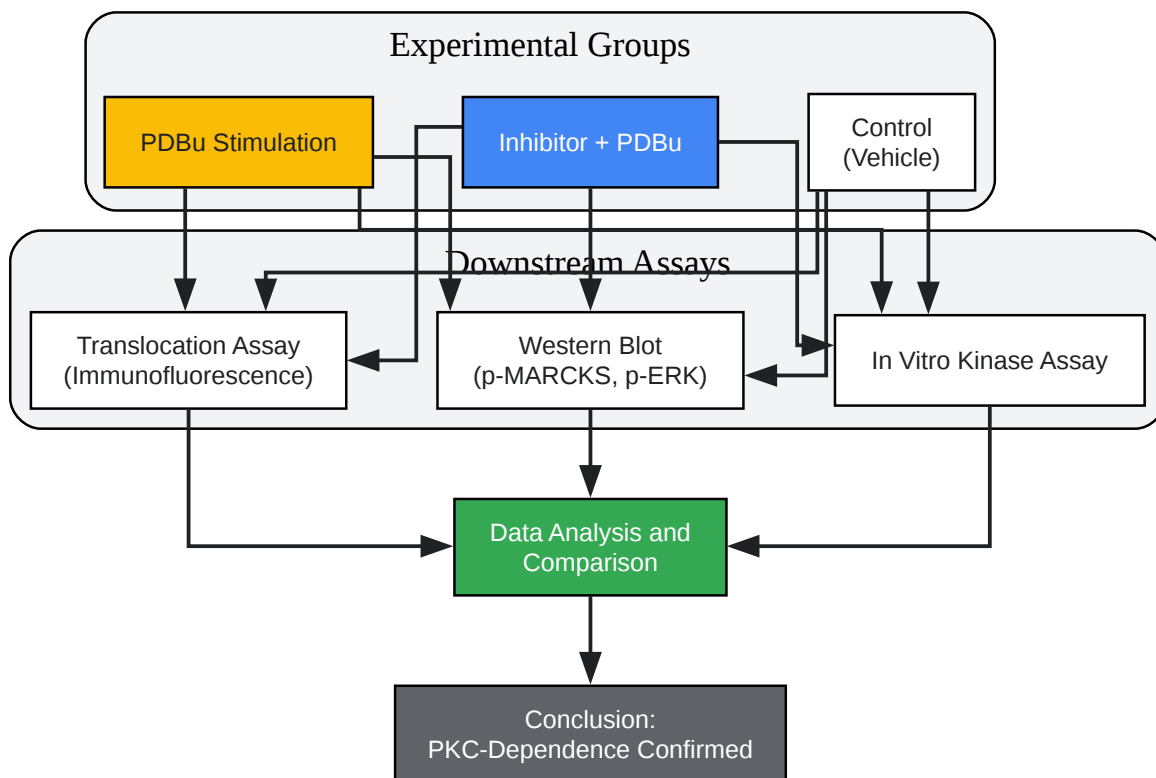 Experimental Groups
PDBu Stimulation
Inhibitor + PDBu
Control
(Vehicle)
Downstream Assays
Translocation Assay
(Immunofluorescence)
Western Blot
(p-MARCKS, p-ERK)
In Vitro Kinase Assay
Data Analysis and
Comparison
Conclusion:
PKC-Dependence Confirmed